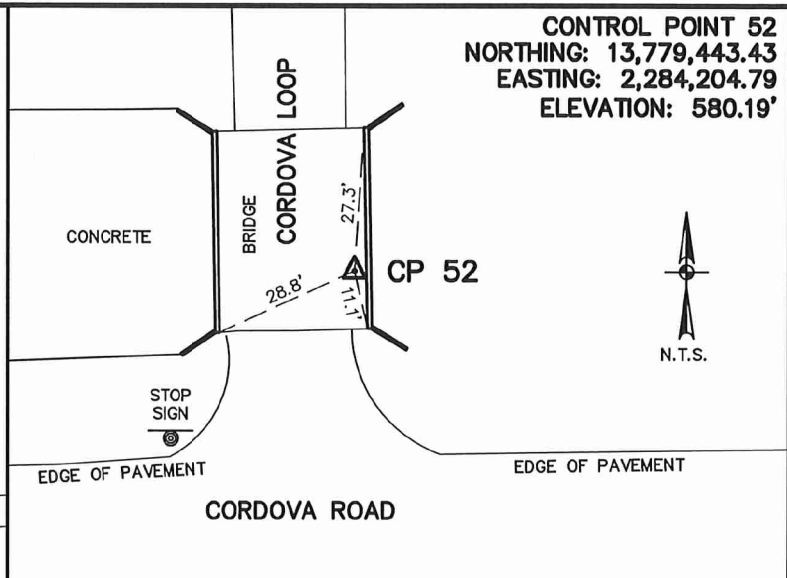 CONTROL POINT 52
NORTHING: 13,779,443.43
EASTING: 2,284,204.79
ELEVATION: 580.19'
CORDOVA LOOP
BRIDGE
CONCRETE
27.3'
CP 52
28.8'
11.1'
N.T.S.
STOP
SIGN
EDGE OF PAVEMENT
EDGE OF PAVEMENT
CORDOVA ROAD